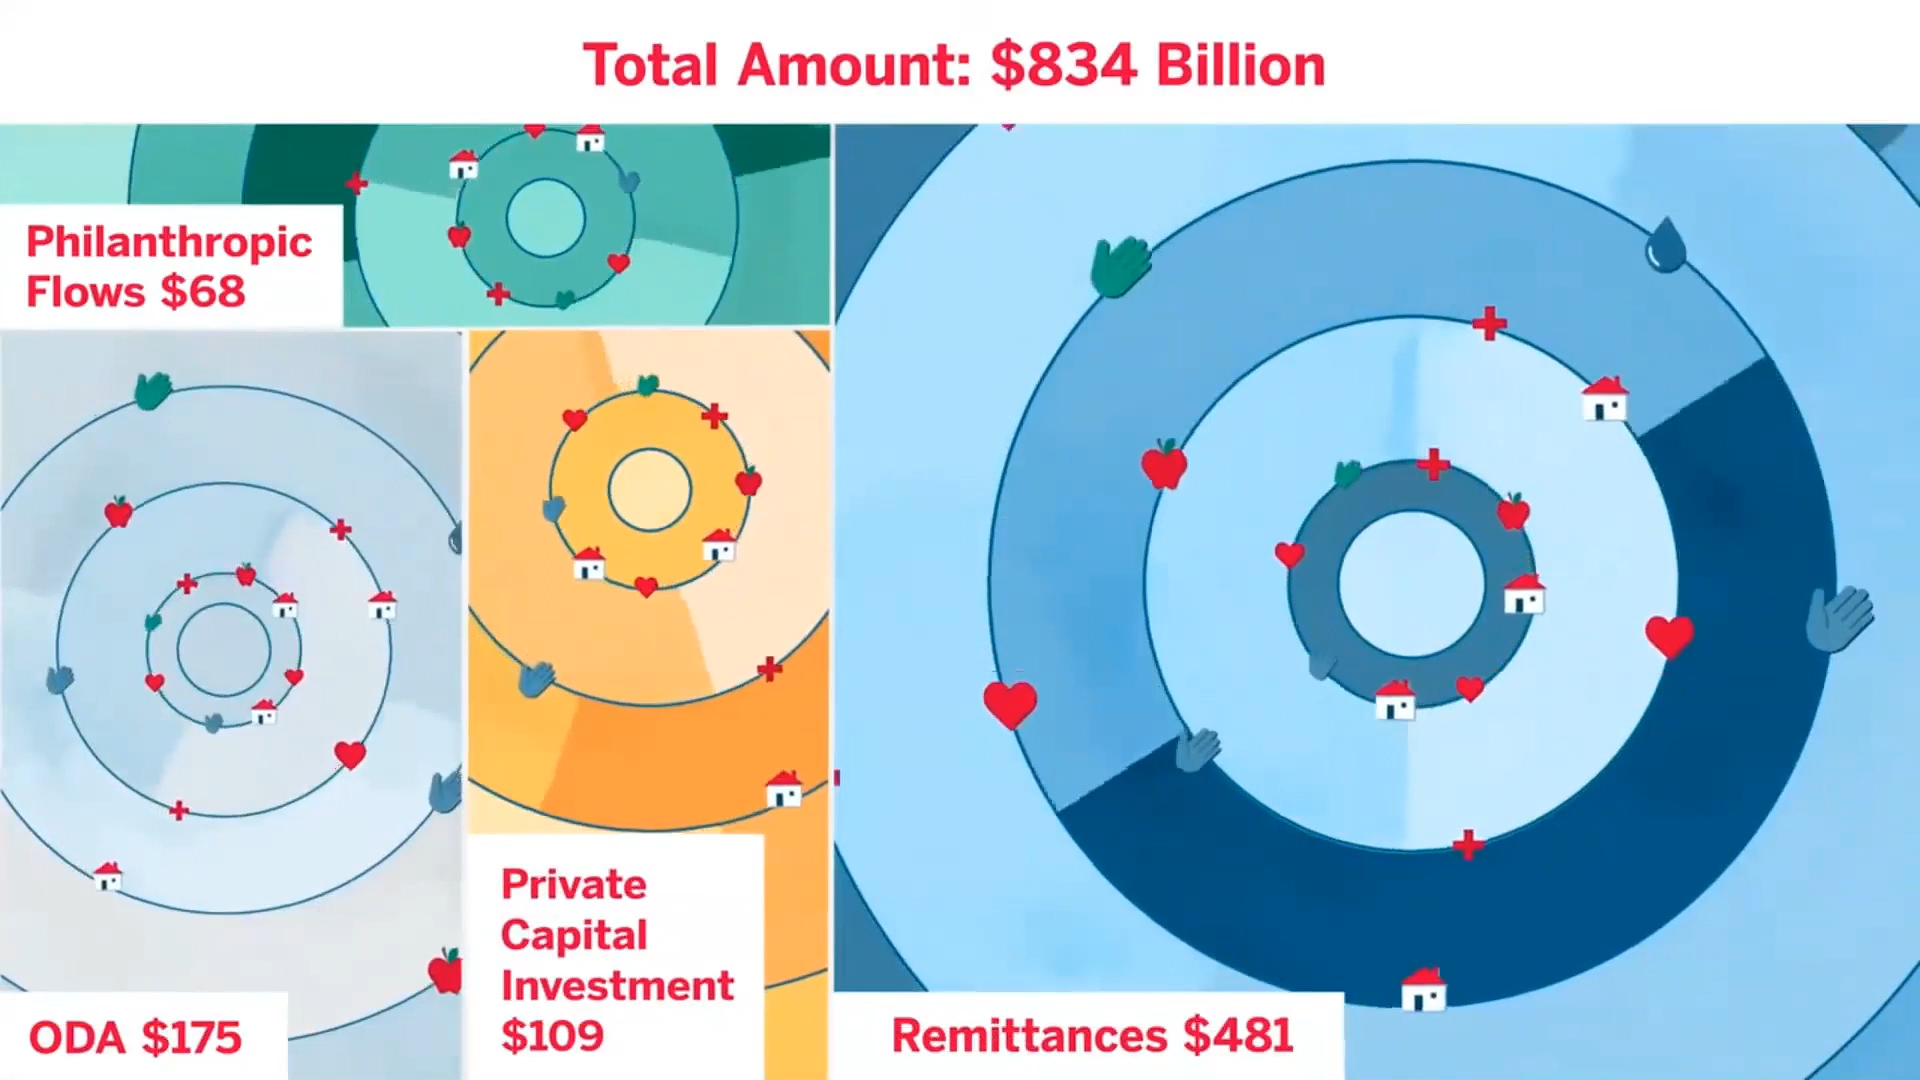 Total Amount: $834 Billion
Philanthropic
Flows $68
ODA $175
Private
Capital
Investment
$109
Remittances $481